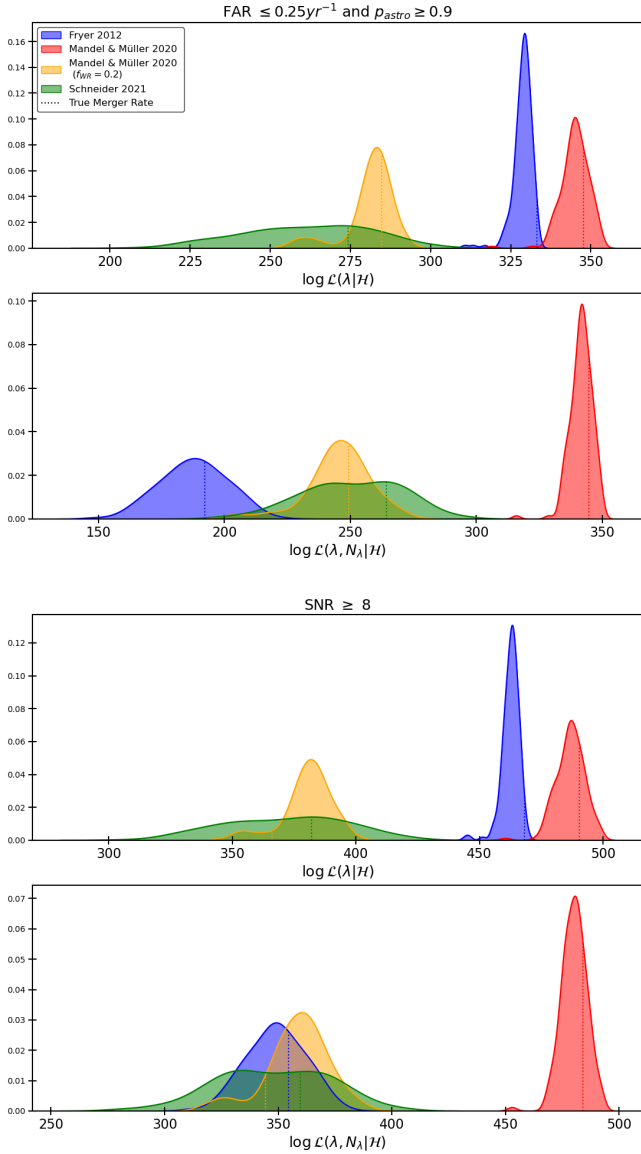 FAR ≤ 0.25yr⁻¹ and p_astro ≥ 0.9
Fryer 2012
Mandel & Müller 2020
Mandel & Müller 2020
(f_WR = 0.2)
Schneider 2021
True Merger Rate
0.16
0.14
0.12
0.10
0.08
0.06
0.04
0.02
0.00
200 225 250 275 300 325 350
log ℒ(λ|ℋ)
0.10
0.08
0.06
0.04
0.02
0.00
150 200 250 300 350
log ℒ(λ, N_λ|ℋ)
SNR ≥ 8
0.12
0.10
0.08
0.06
0.04
0.02
0.00
300 350 400 450 500
log ℒ(λ|ℋ)
0.07
0.06
0.05
0.04
0.03
0.02
0.01
0.00
250 300 350 400 450 500
log ℒ(λ, N_λ|ℋ)